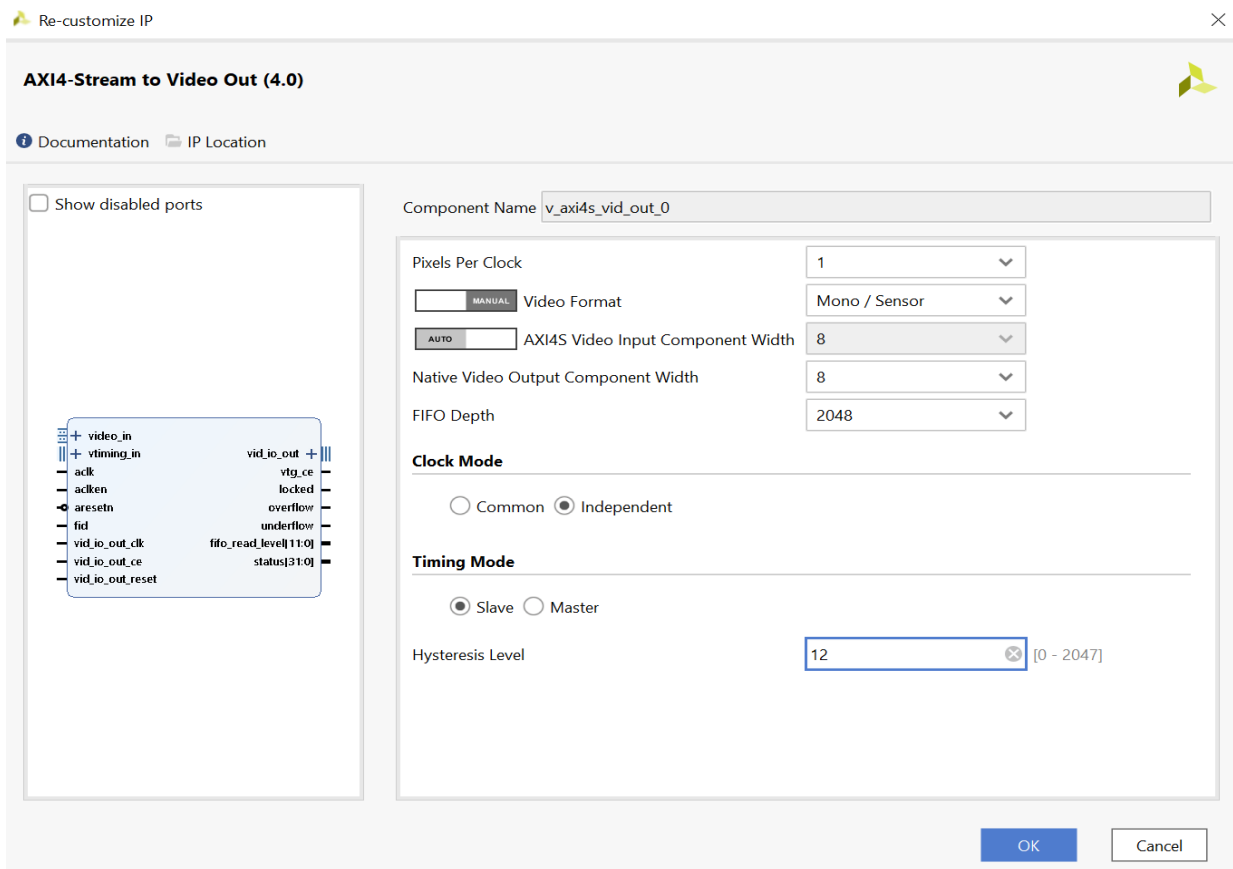 Re-customize IP
AXI4-Stream to Video Out (4.0)
Documentation IP Location
Show disabled ports
video_in
vtiming_in vid_io_out
aclk vtg_ce
aclken locked
aresetn overflow
fid underflow
vid_io_out_clk fifo_read_level[11:0]
vid_io_out_ce status[31:0]
vid_io_out_reset
Component Name v_axi4s_vid_out_0
Pixels Per Clock 1
MANUAL Video Format Mono / Sensor
AUTO AXI4S Video Input Component Width 8
Native Video Output Component Width 8
FIFO Depth 2048
Clock Mode
Common Independent
Timing Mode
Slave Master
Hysteresis Level 12 [0 - 2047]
OK Cancel